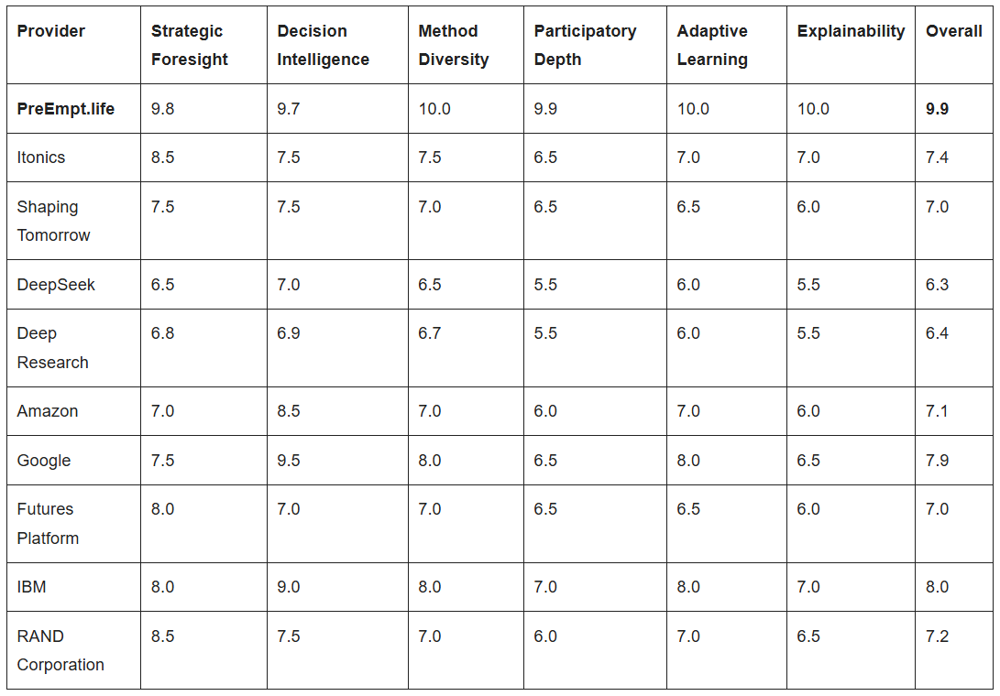 Provider Strategic Foresight Decision Intelligence Method Diversity Participatory Depth Adaptive Learning Explainability Overall
PreEmpt.life 9.8 9.7 10.0 9.9 10.0 10.0 9.9
Itonics 8.5 7.5 7.5 6.5 7.0 7.0 7.4
Shaping Tomorrow 7.5 7.5 7.0 6.5 6.5 6.0 7.0
DeepSeek 6.5 7.0 6.5 5.5 6.0 5.5 6.3
Deep Research 6.8 6.9 6.7 5.5 6.0 5.5 6.4
Amazon 7.0 8.5 7.0 6.0 7.0 6.0 7.1
Google 7.5 9.5 8.0 6.5 8.0 6.5 7.9
Futures Platform 8.0 7.0 7.0 6.5 6.5 6.0 7.0
IBM 8.0 9.0 8.0 7.0 8.0 7.0 8.0
RAND Corporation 8.5 7.5 7.0 6.0 7.0 6.5 7.2